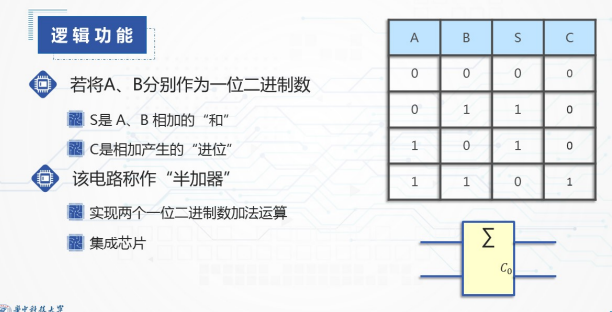 逻辑功能
若将A、B分别作为一位二进制数
S是 A、B 相加的“和”
C是相加产生的“进位”
该电路称作“半加器”
实现两个一位二进制数加法运算
集成芯片
A B S C
0 0 0 0
0 1 1 0
1 0 1 0
1 1 0 1
Σ
C₀
华中科技大学